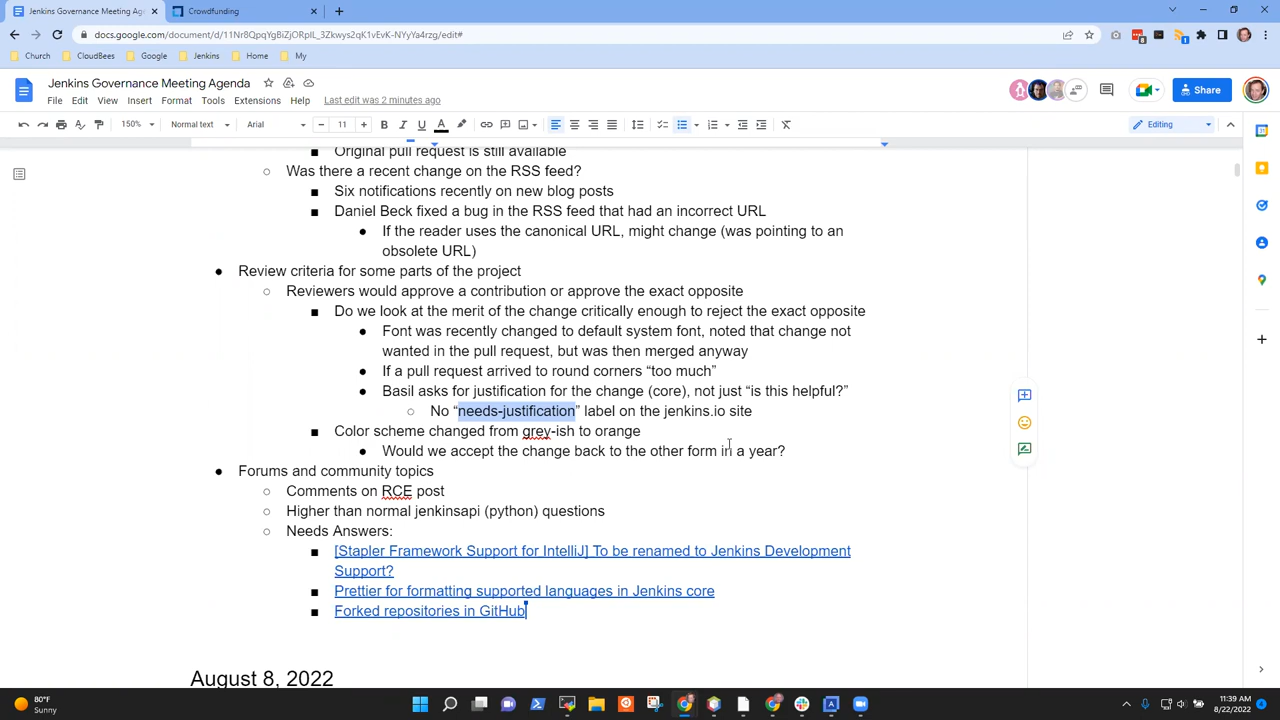 Jenkins Governance Meeting Ag
Crowdfunding
docs.google.com/document/d/11Nr8QpqYgBiZjORplL_3Zkwys2qK1vEvK-NYyYa4rzg/edit#
Church
CloudBees
Google
Jenkins
Home
My
Jenkins Governance Meeting Agenda
File Edit View Insert Format Tools Extensions Help Last edit was 2 minutes ago
Share
150% Normal text Arial 11
Editing
Original pull request is still available
Was there a recent change on the RSS feed?
Six notifications recently on new blog posts
Daniel Beck fixed a bug in the RSS feed that had an incorrect URL
If the reader uses the canonical URL, might change (was pointing to an
obsolete URL)
Review criteria for some parts of the project
Reviewers would approve a contribution or approve the exact opposite
Do we look at the merit of the change critically enough to reject the exact opposite
Font was recently changed to default system font, noted that change not
wanted in the pull request, but was then merged anyway
If a pull request arrived to round corners “too much”
Basil asks for justification for the change (core), not just “is this helpful?”
No “needs-justification” label on the jenkins.io site
Color scheme changed from grey-ish to orange
Would we accept the change back to the other form in a year?
Forums and community topics
Comments on RCE post
Higher than normal jenkinsapi (python) questions
Needs Answers:
[Stapler Framework Support for IntelliJ] To be renamed to Jenkins Development
Support?
Prettier for formatting supported languages in Jenkins core
Forked repositories in GitHub
August 8, 2022
80°F
Sunny
11:39 AM
8/22/2022